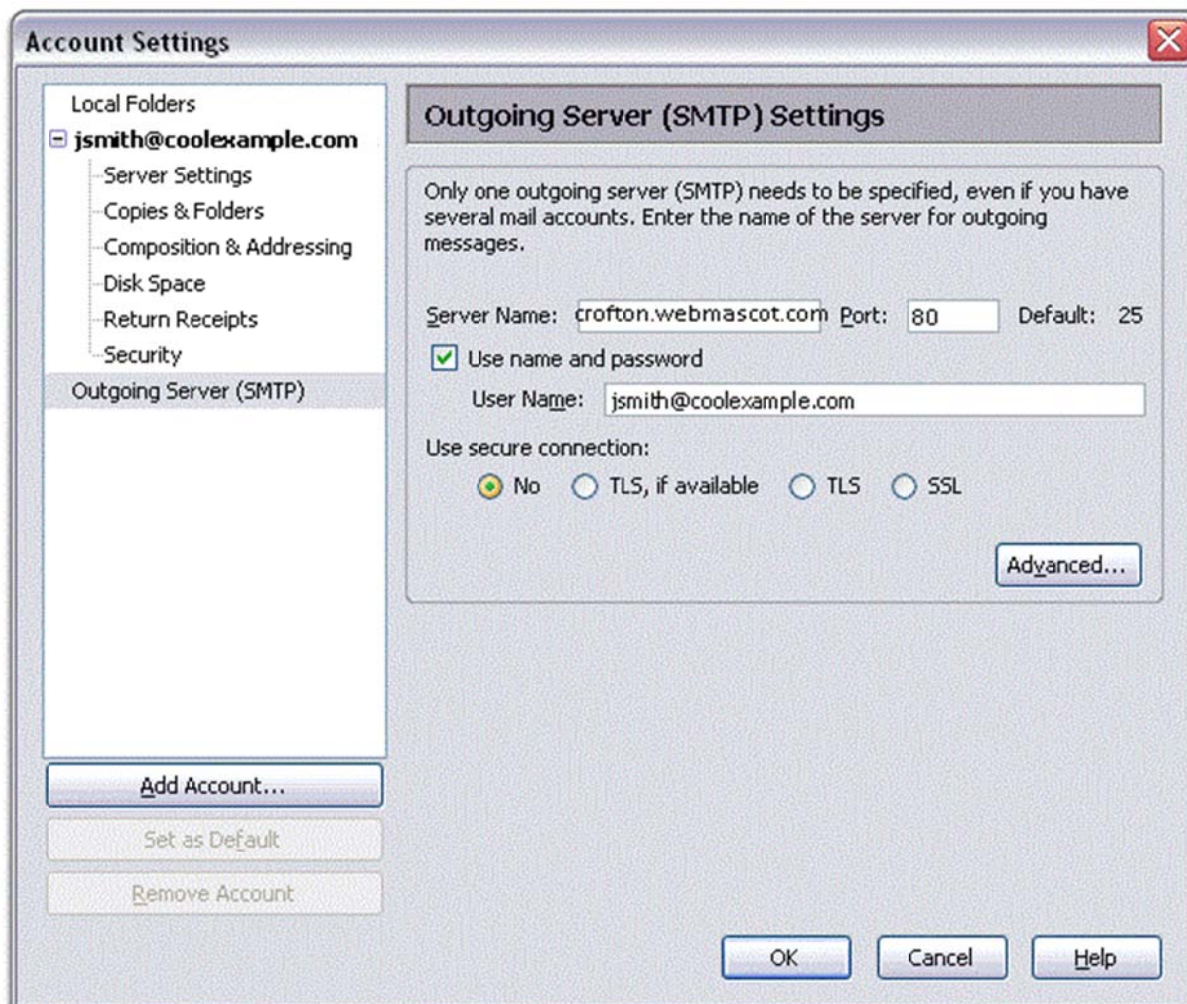 Account Settings
Local Folders
jsmith@coolexample.com
Server Settings
Copies & Folders
Composition & Addressing
Disk Space
Return Receipts
Security
Outgoing Server (SMTP)
Add Account...
Set as Default
Remove Account
Outgoing Server (SMTP) Settings
Only one outgoing server (SMTP) needs to be specified, even if you have
several mail accounts. Enter the name of the server for outgoing
messages.
Server Name: crofton.webmascot.com Port: 80 Default: 25
Use name and password
User Name: jsmith@coolexample.com
Use secure connection:
No TLS, if available TLS SSL
Advanced...
OK Cancel Help